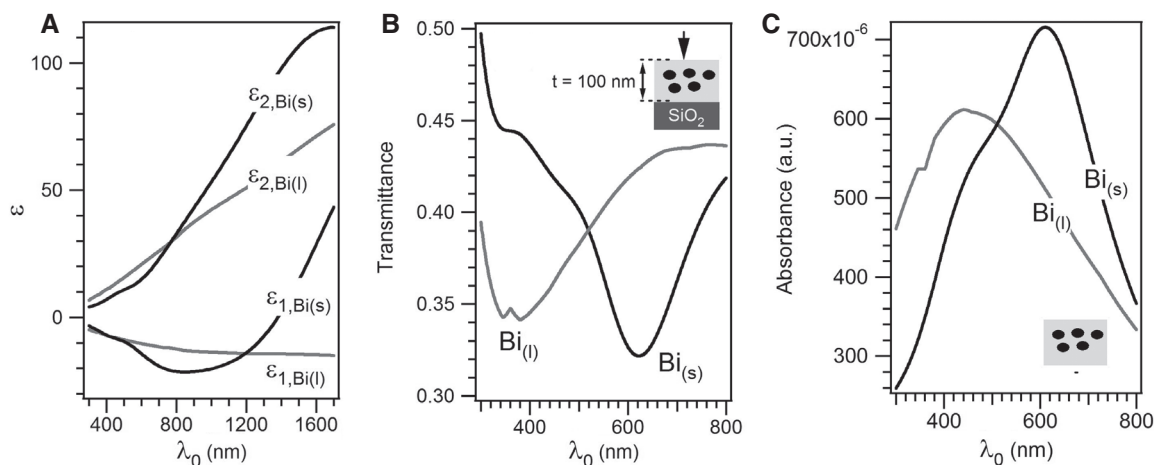 A
ε
100
50
0
400 800 1200 1600
λ₀ (nm)
ε₂,Bi(s)
ε₂,Bi(l)
ε₁,Bi(s)
ε₁,Bi(l)
B
Transmittance
0.50
0.45
0.40
0.35
0.30
400 600 800
λ₀ (nm)
t = 100 nm
SiO₂
Bi(l)
Bi(s)
C
Absorbance (a.u.)
700x10⁻⁶
600
500
400
300
400 600 800
λ₀ (nm)
Bi(s)
Bi(l)